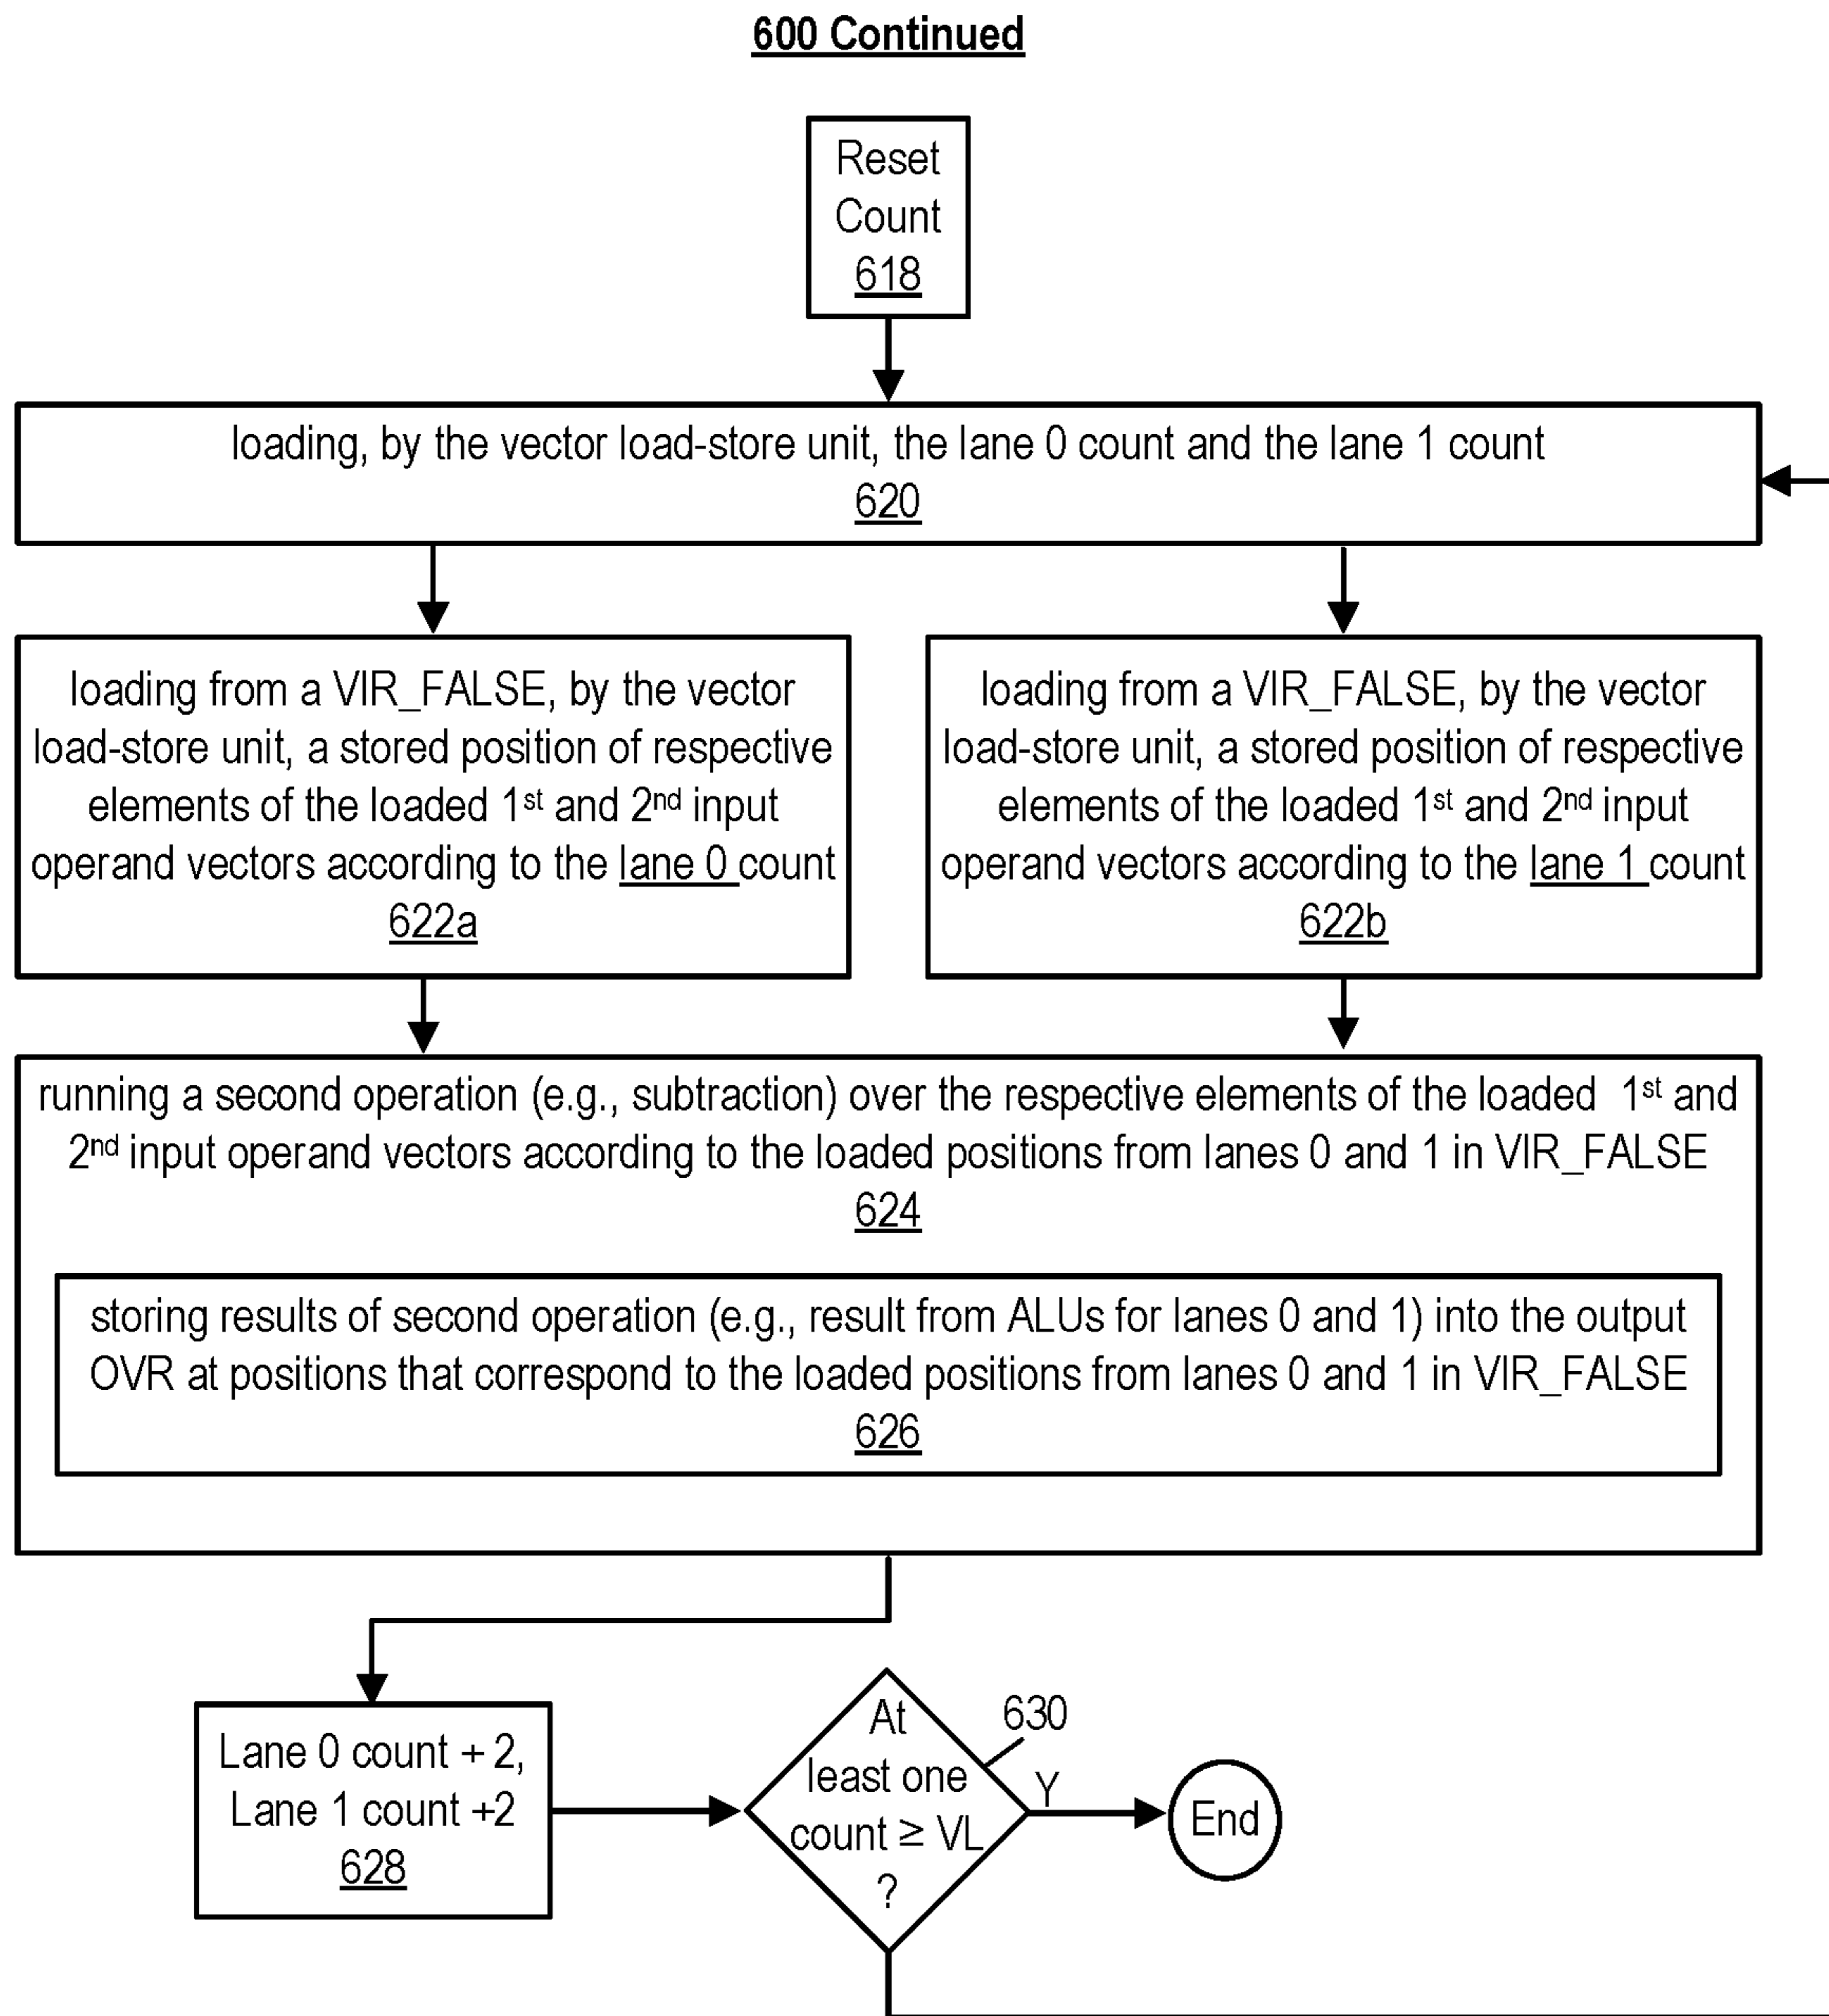 600 Continued
Reset
Count
618
loading, by the vector load-store unit, the lane 0 count and the lane 1 count
620
loading from a VIR_FALSE, by the vector
load-store unit, a stored position of respective
elements of the loaded 1st and 2nd input
operand vectors according to the lane 0 count
622a
loading from a VIR_FALSE, by the vector
load-store unit, a stored position of respective
elements of the loaded 1st and 2nd input
operand vectors according to the lane 1 count
622b
running a second operation (e.g., subtraction) over the respective elements of the loaded 1st and
2nd input operand vectors according to the loaded positions from lanes 0 and 1 in VIR_FALSE
624
storing results of second operation (e.g., result from ALUs for lanes 0 and 1) into the output
OVR at positions that correspond to the loaded positions from lanes 0 and 1 in VIR_FALSE
626
Lane 0 count + 2,
Lane 1 count +2
628
At
least one
count ≥ VL
?
630
Y
End